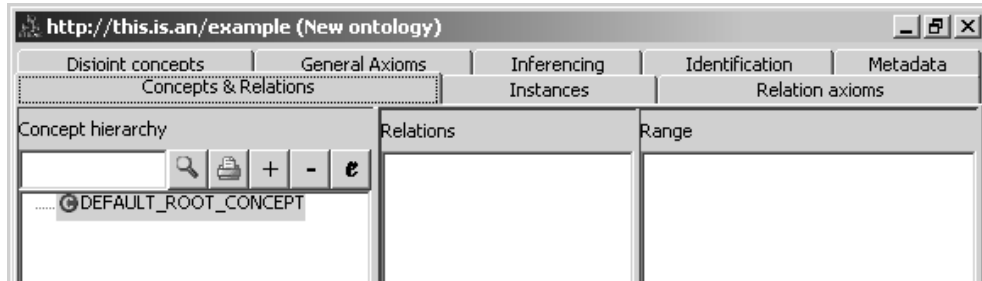 http://this.is.an/example (New ontology)
Disjoint concepts General Axioms Inferencing Identification Metadata
Concepts & Relations Instances Relation axioms
Concept hierarchy Relations Range
+ - e
DEFAULT_ROOT_CONCEPT